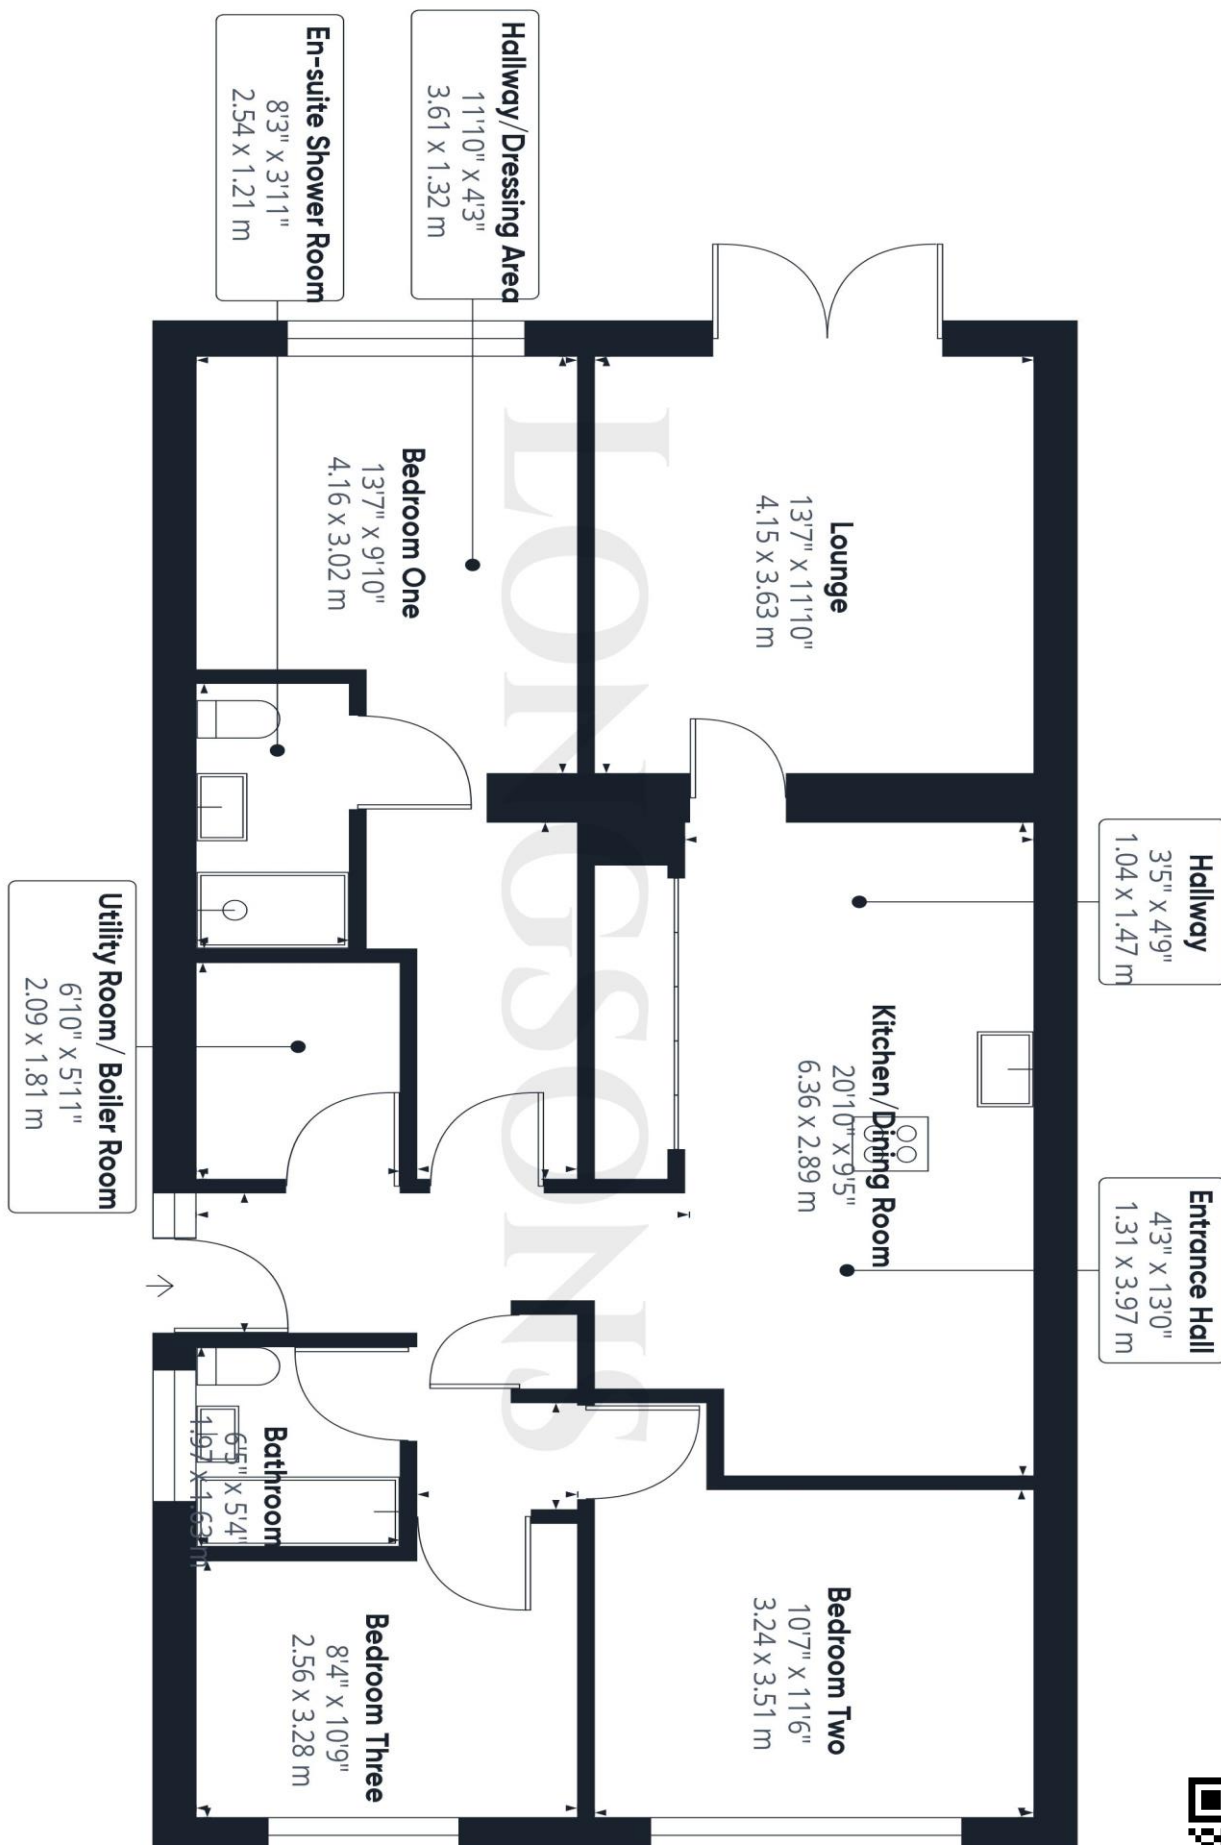 Hallway
3'5" x 4'9"
1.04 x 1.47 m
Entrance Hall
4'3" x 13'0"
1.31 x 3.97 m
Lounge
13'7" x 11'10"
4.15 x 3.63 m
Kitchen/Dining Room
20'10" x 9'5"
6.36 x 2.89 m
Bedroom Two
10'7" x 11'6"
3.24 x 3.51 m
LONGSONS
Hallway/Dressing Area
11'10" x 4'3"
3.61 x 1.32 m
Bedroom One
13'7" x 9'10"
4.16 x 3.02 m
Bedroom Three
8'4" x 10'9"
2.56 x 3.28 m
En-suite Shower Room
8'3" x 3'11"
2.54 x 1.21 m
Bathroom
6'5" x 5'4"
1.97 x 1.63 m
Utility Room/ Boiler Room
6'10" x 5'11"
2.09 x 1.81 m